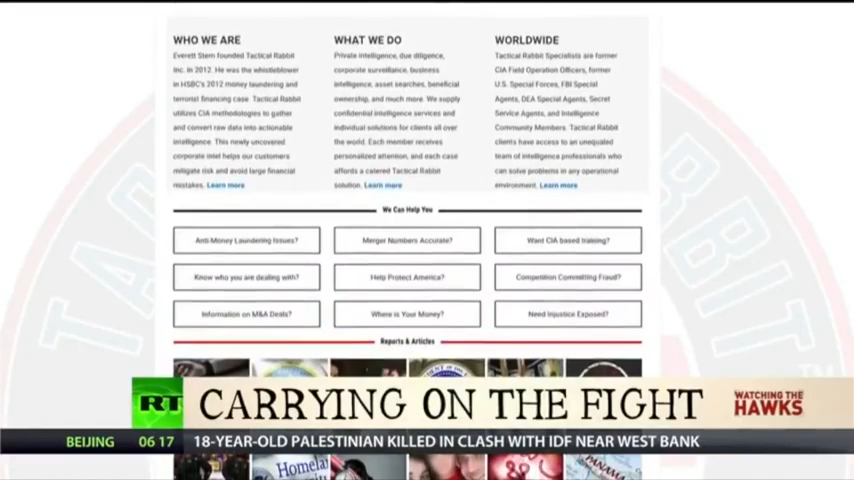 WHO WE ARE
Everett Stern founded Tactical Rabbit
Inc. In 2012. He was the whistleblower
in HSBC's 2012 money laundering and
terrorist financing case. Tactical Rabbit
utilizes CIA methodologies to gather
and convert raw data into actionable
intelligence. This newly uncovered
corporate intel helps our customers
mitigate risk and avoid large financial
mistakes. Learn more
WHAT WE DO
Private intelligence, due diligence,
corporate surveillance, business
intelligence, asset searches, beneficial
ownership, and much more. We supply
confidential intelligence services and
individual solutions for clients all over
the world. Each member receives
personalized attention, and each case
affords a catered Tactical Rabbit
solution. Learn more
WORLDWIDE
Tactical Rabbit Specialists are former
CIA Field Operation Officers, former
U.S. Special Forces, FBI Special
Agents, DEA Special Agents, Secret
Service Agents, and Intelligence
Community Members. Tactical Rabbit
clients have access to an unequaled
team of intelligence professionals who
can solve problems in any operational
environment. Learn more
We Can Help You
Anti-Money Laundering Issues?
Merger Numbers Accurate?
Want CIA based training?
Know who you are dealing with?
Help Protect America?
Competition Committing Fraud?
Information on M&A Deals?
Where is Your Money?
Need Injustice Exposed?
Reports & Articles
RT
CARRYING ON THE FIGHT
WATCHING THE
HAWKS
BEIJING 06 17 18-YEAR-OLD PALESTINIAN KILLED IN CLASH WITH IDF NEAR WEST BANK
PANAMA